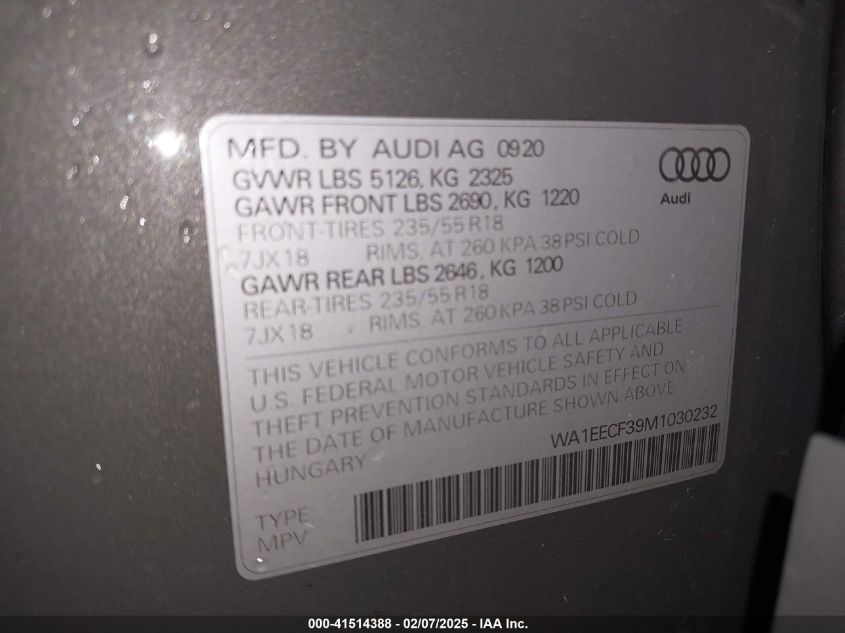 MFD. BY AUDI AG 0920
GVWR LBS 5126, KG 2325
GAWR FRONT LBS 2690, KG 1220
FRONT-TIRES 235/55 R18
7JX18 RIMS, AT 260 KPA 38 PSI COLD
GAWR REAR LBS 2646, KG 1200
REAR-TIRES 235/55 R18
7JX18 RIMS, AT 260 KPA 38 PSI COLD
Audi
THIS VEHICLE CONFORMS TO ALL APPLICABLE
U.S. FEDERAL MOTOR VEHICLE SAFETY AND
THEFT PREVENTION STANDARDS IN EFFECT ON
THE DATE OF MANUFACTURE SHOWN ABOVE
HUNGARY
WA1EECF39M1030232
TYPE
MPV
000-41514388 - 02/07/2025 - IAA Inc.